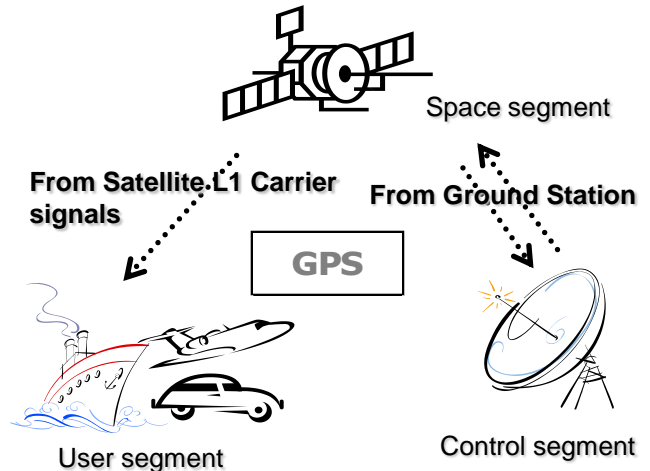 Space segment
From Satellite L1 Carrier
signals
From Ground Station
GPS
Control segment
User segment